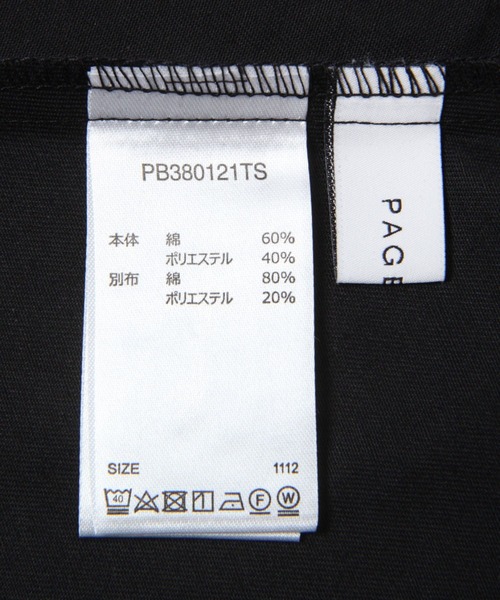 PB380121TS
本体 綿 60%
ポリエステル 40%
別布 綿 80%
ポリエステル 20%
SIZE 1112
40 F W
PAGE